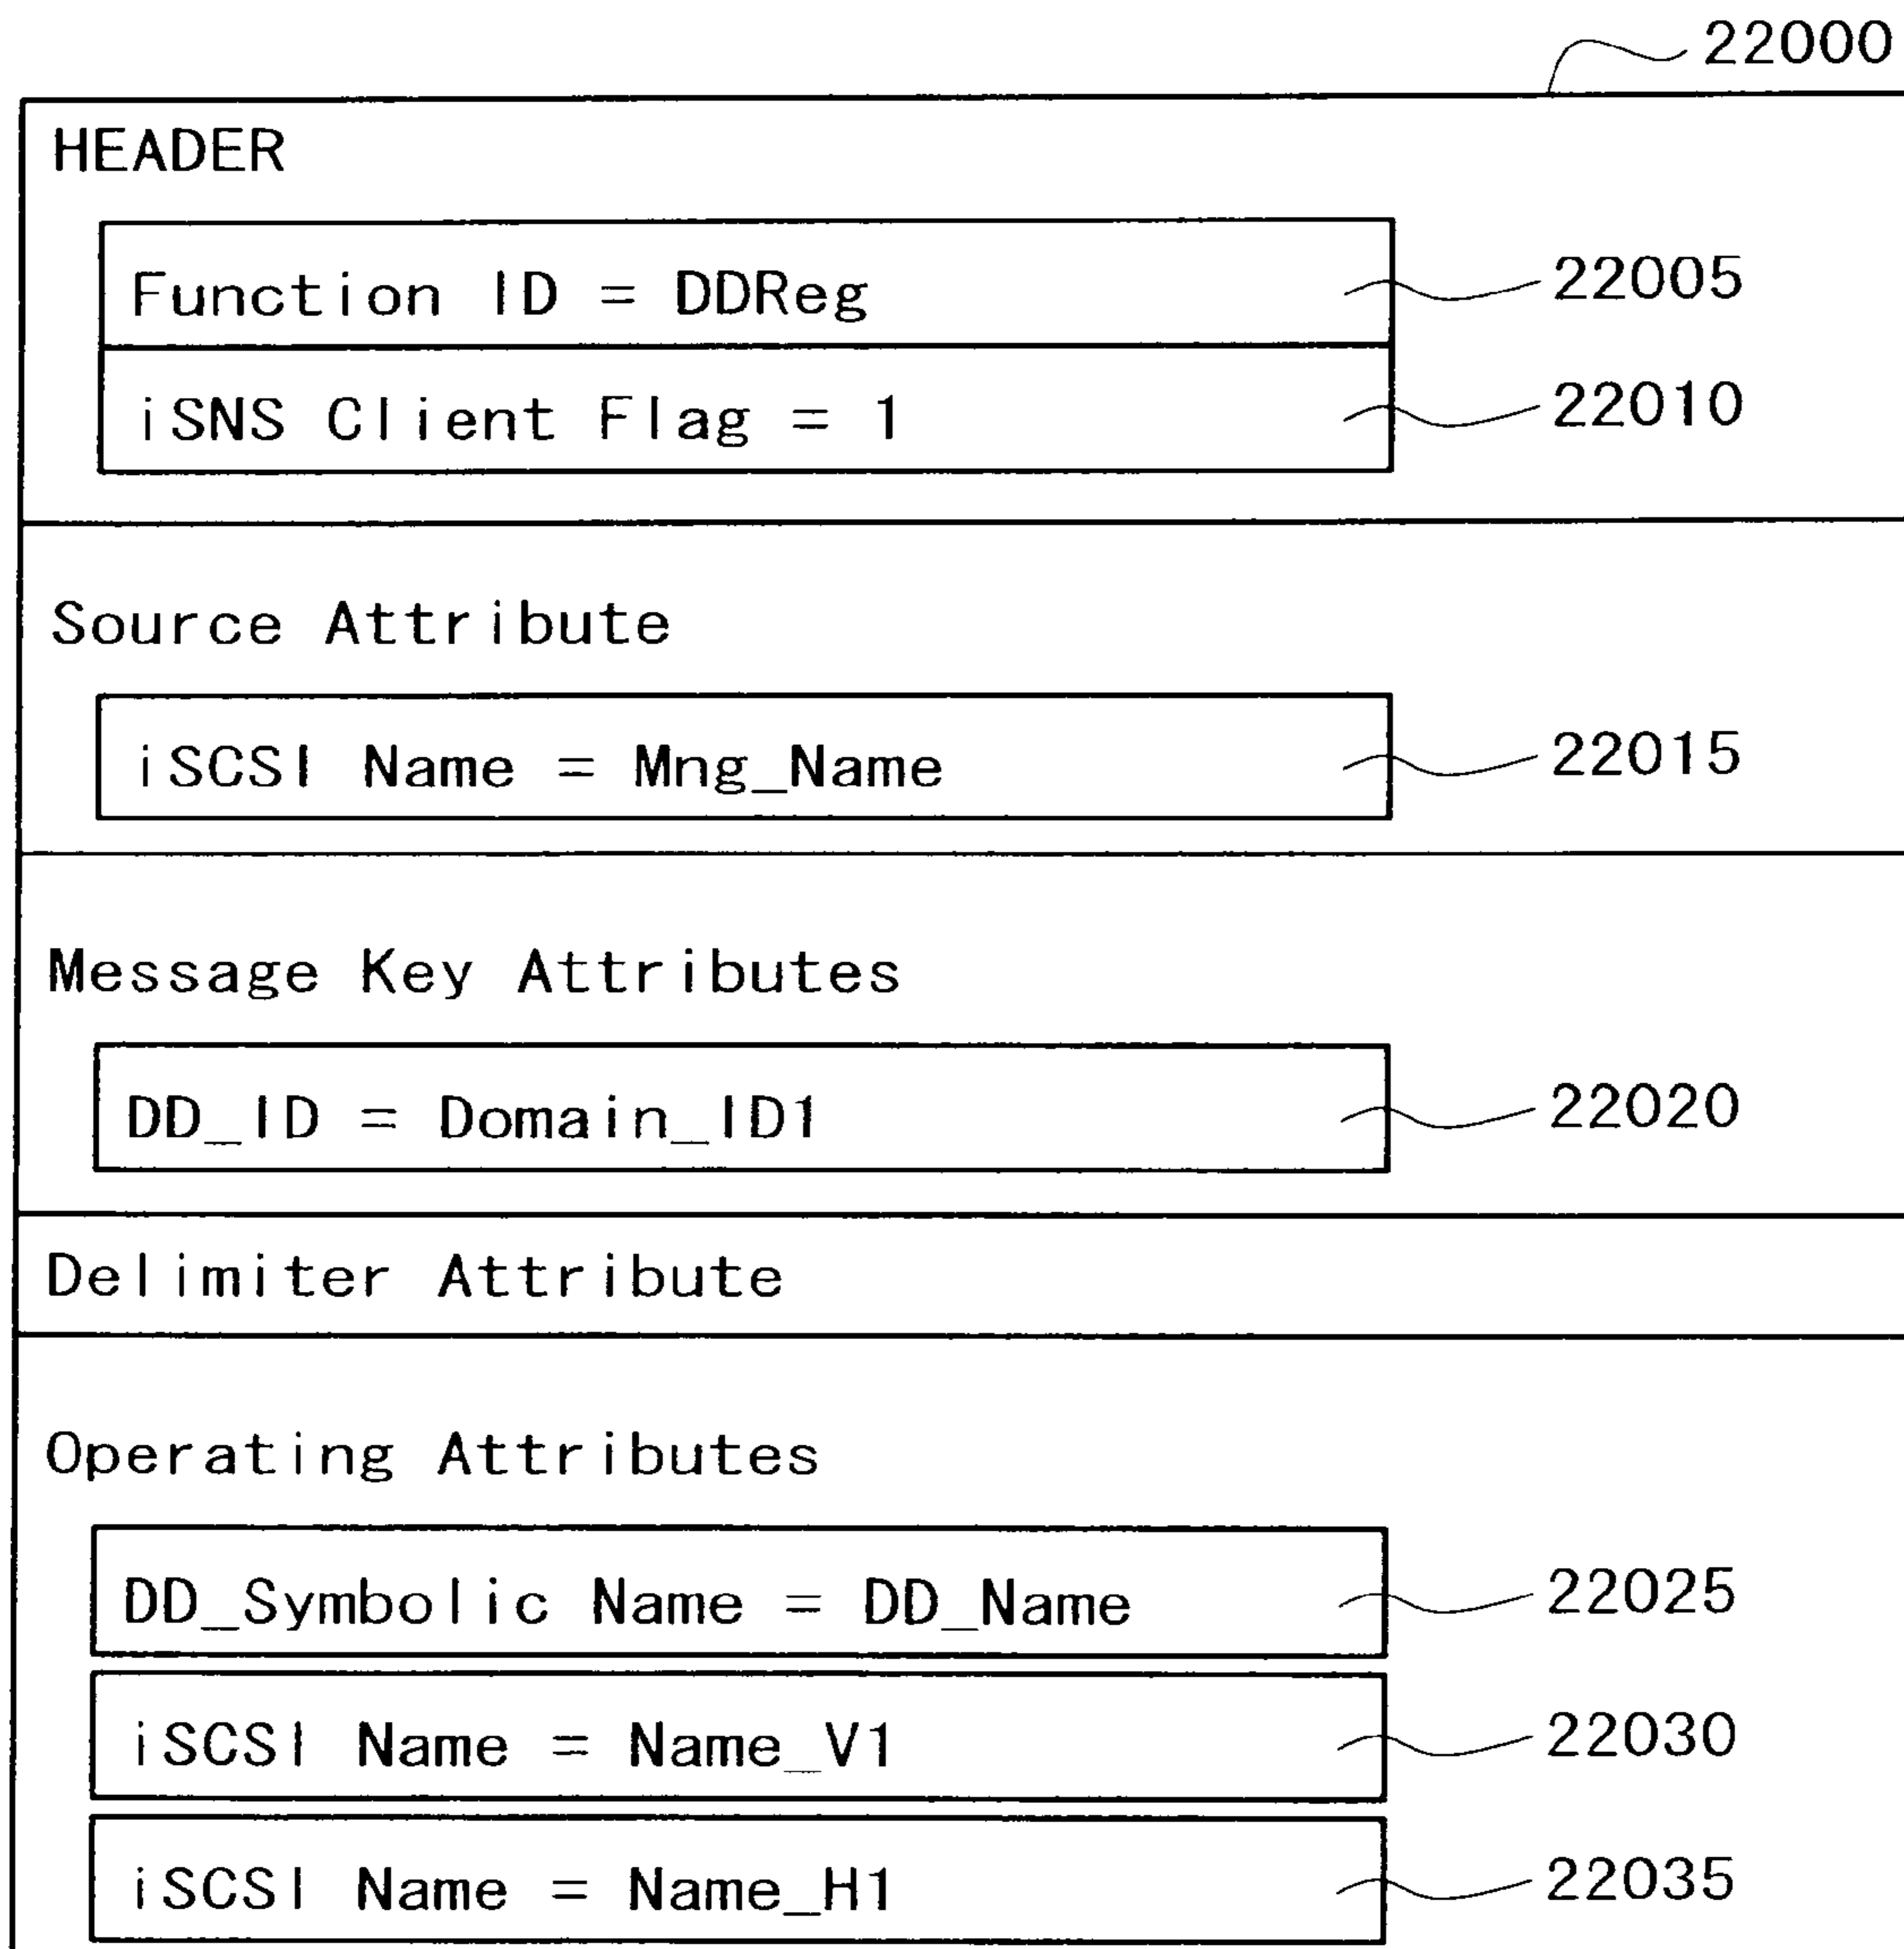 22000
HEADER
Function ID = DDReg 22005
iSNS Client Flag = 1 22010
Source Attribute
iSCSI Name = Mng_Name 22015
Message Key Attributes
DD_ID = Domain_ID1 22020
Delimiter Attribute
Operating Attributes
DD_Symbolic Name = DD_Name 22025
iSCSI Name = Name_V1 22030
iSCSI Name = Name_H1 22035